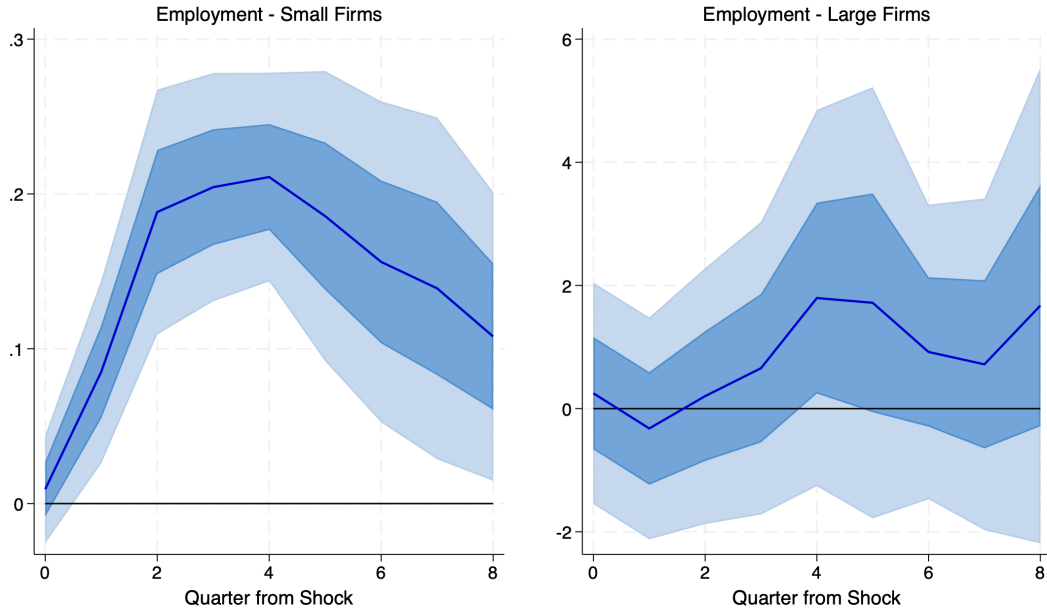 Employment - Small Firms
.3
.2
.1
0
0 2 4 6 8
Quarter from Shock
Employment - Large Firms
6
4
2
0
-2
0 2 4 6 8
Quarter from Shock